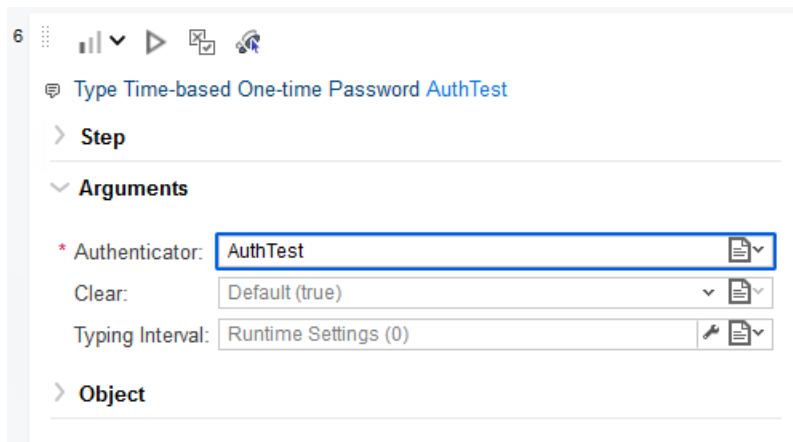 6
Type Time-based One-time Password AuthTest
Step
Arguments
* Authenticator: AuthTest
Clear: Default (true)
Typing Interval: Runtime Settings (0)
Object